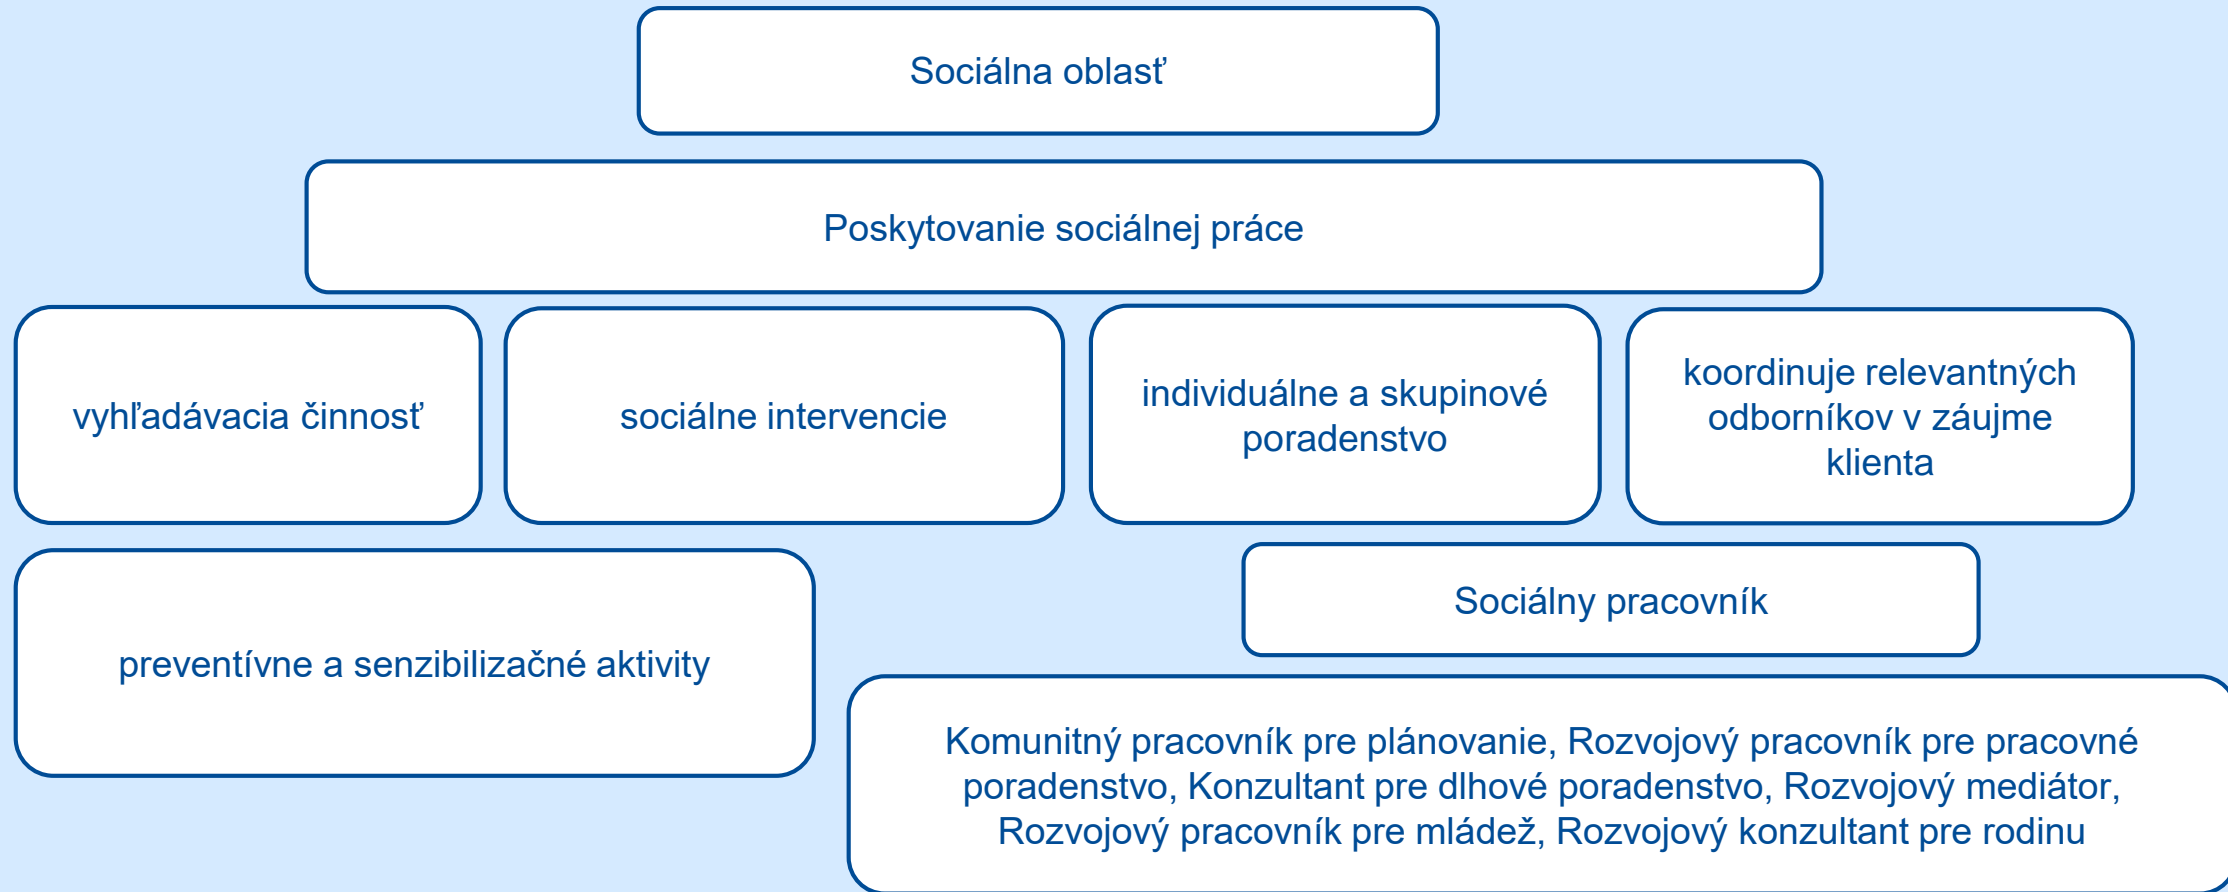 Sociálna oblasť
Poskytovanie sociálnej práce
vyhľadávacia činnosť
sociálne intervencie
individuálne a skupinové
poradenstvo
koordinuje relevantných
odborníkov v záujme
klienta
preventívne a senzibilizačné aktivity
Sociálny pracovník
Komunitný pracovník pre plánovanie, Rozvojový pracovník pre pracovné
poradenstvo, Konzultant pre dlhové poradenstvo, Rozvojový mediátor,
Rozvojový pracovník pre mládež, Rozvojový konzultant pre rodinu